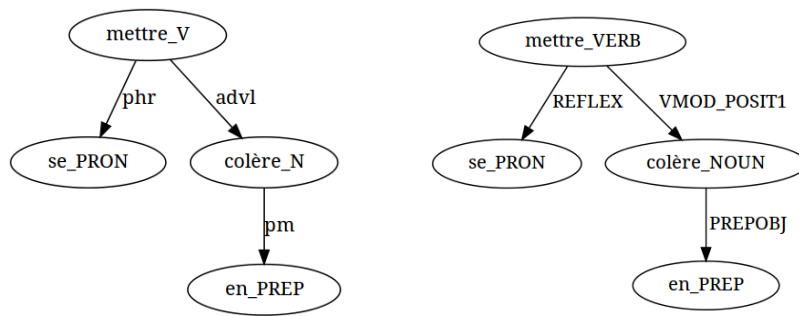 mettre_V
phr
advl
se_PRON
colère_N
pm
en_PREP
mettre_VERB
REFLEX
VMOD_POSIT1
se_PRON
colère_NOUN
PREPOBJ
en_PREP